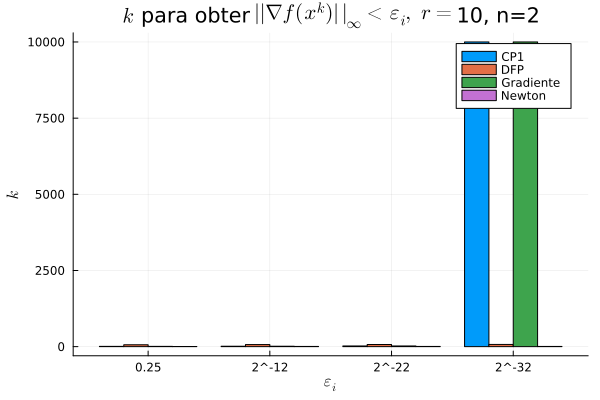 k para obter ||∇f(x^k)||_∞ < ε_i, r = 10, n=2
10000
7500
5000
2500
0
k
CP1
DFP
Gradiente
Newton
0.25
2^-12
2^-22
2^-32
ε_i